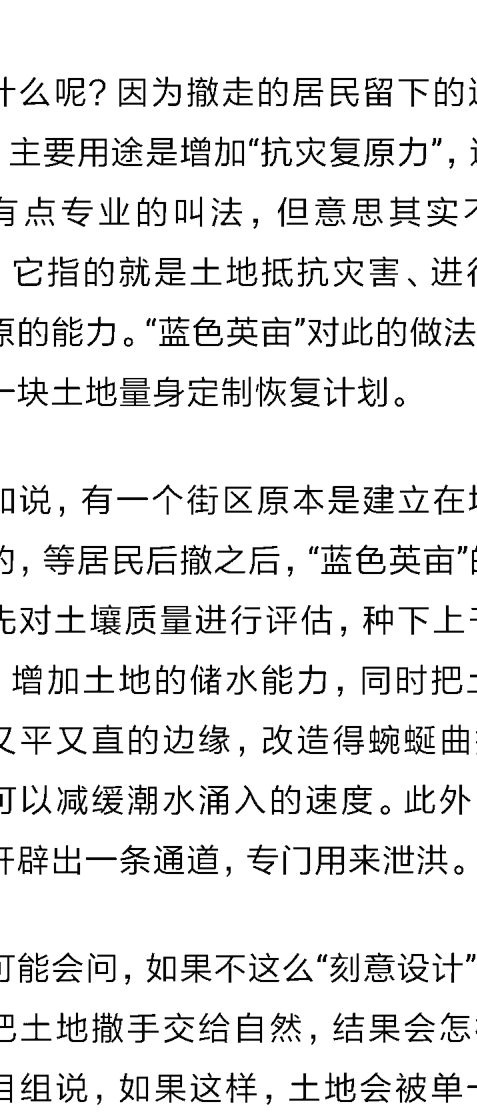 什么呢？因为撤走的居民留下的
主要用途是增加“抗灾复原力”，
有点专业的叫法，但意思其实不
它指的就是土地抵抗灾害、进行
原的能力。“蓝色英亩”对此的做法
一块土地量身定制恢复计划。
如说，有一个街区原本是建立在
的，等居民后撤之后，“蓝色英亩”的
先对土壤质量进行评估，种下上千
增加土地的储水能力，同时把土
又平又直的边缘，改造得蜿蜒曲折
可以减缓潮水涌入的速度。此外
开辟出一条通道，专门用来泄洪。
可能会问，如果不这么“刻意设计”
把土地撒手交给自然，结果会怎样
目组说，如果这样，土地会被单一